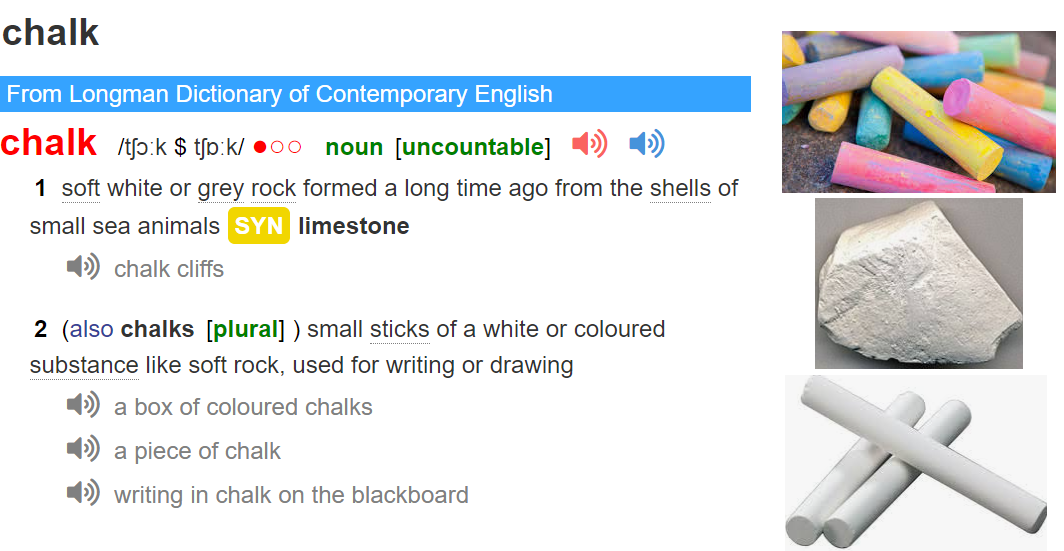 chalk
From Longman Dictionary of Contemporary English
chalk /tʃɔːk $ tʃɒːk/ ●○○ noun [uncountable]
1 soft white or grey rock formed a long time ago from the shells of
small sea animals SYN limestone
chalk cliffs
2 (also chalks [plural] ) small sticks of a white or coloured
substance like soft rock, used for writing or drawing
a box of coloured chalks
a piece of chalk
writing in chalk on the blackboard